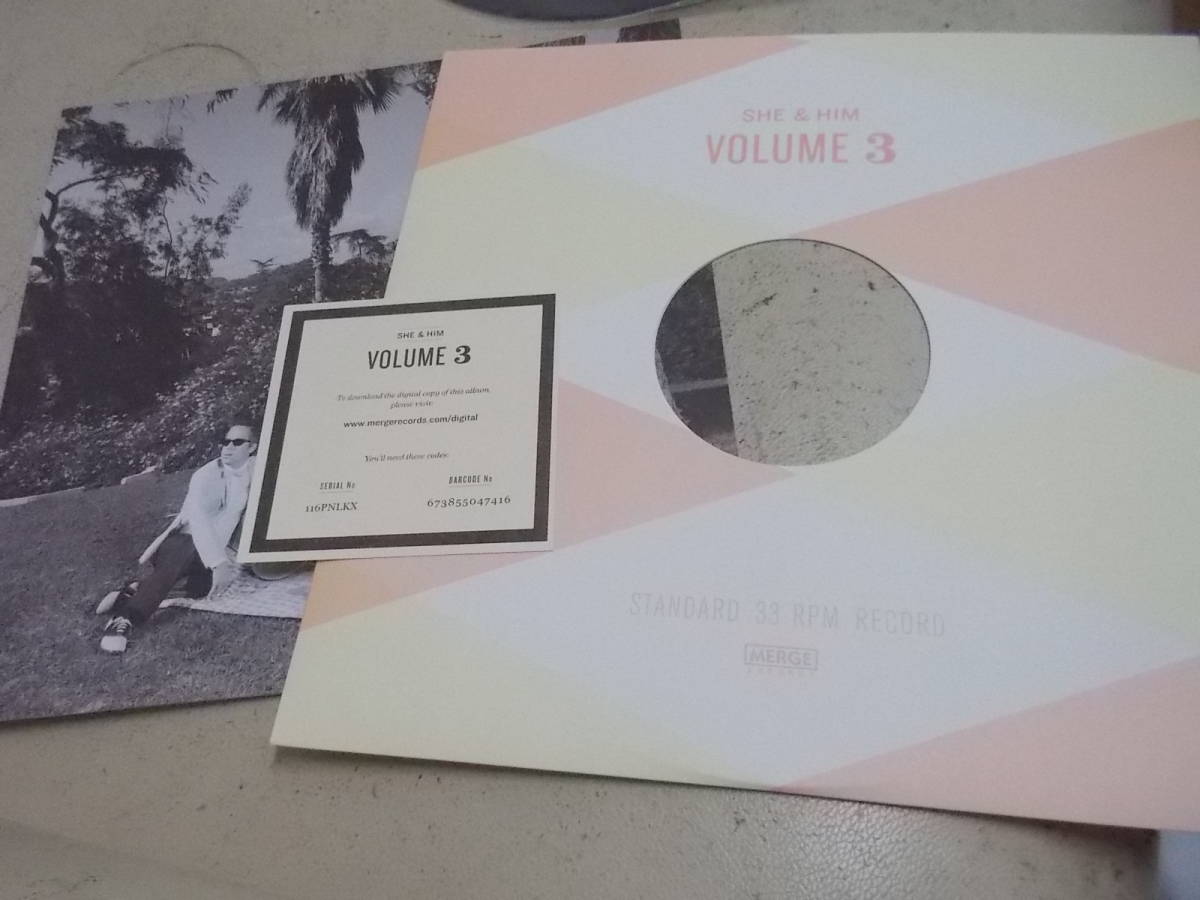 SHE & HIM
VOLUME 3
SHE & HIM
VOLUME 3
To download the digital copy of this album,
please visit:
www.mergerecords.com/digital
You'll need these codes:
SERIAL No
116PNLKX
BARCODE No
673855047416
STANDARD 33 RPM RECORD
MERGE
RECORDS